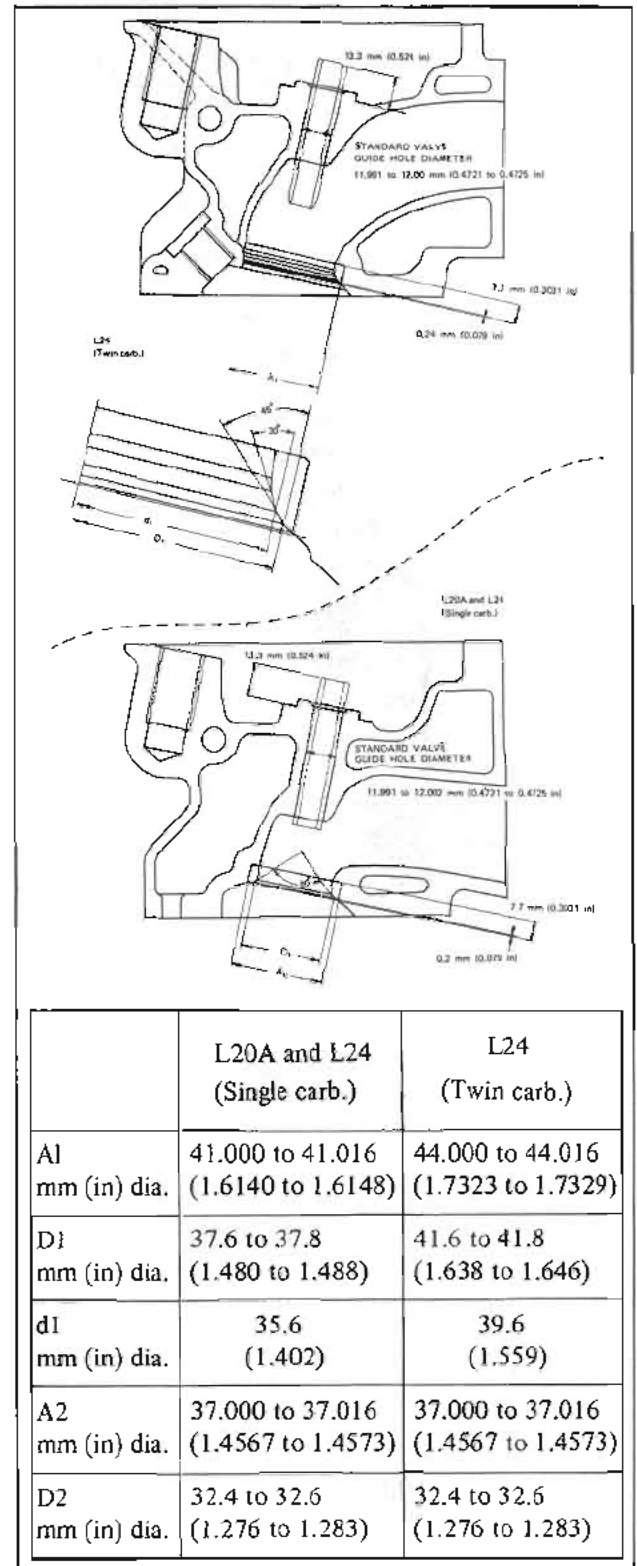 13.3 mm (0.524 in)
STANDARD VALVE
GUIDE HOLE DIAMETER
11.991 to 12.00 mm (0.4721 to 0.4725 in)
0.24 mm (0.079 in)
L24
(Twin carb.)
A1
45°
30°
d1
D1
L20A and L24
(Single carb.)
13.3 mm (0.524 in)
STANDARD VALVE
GUIDE HOLE DIAMETER
11.991 to 12.002 mm (0.4721 to 0.4725 in)
0.2 mm (0.079 in)
L20A and L24 L24
(Single carb.) (Twin carb.)
A1 41.000 to 41.016 44.000 to 44.016
mm (in) dia. (1.6140 to 1.6148) (1.7323 to 1.7329)
D1 37.6 to 37.8 41.6 to 41.8
mm (in) dia. (1.480 to 1.488) (1.638 to 1.646)
d1 35.6 39.6
mm (in) dia. (1.402) (1.559)
A2 37.000 to 37.016 37.000 to 37.016
mm (in) dia. (1.4567 to 1.4573) (1.4567 to 1.4573)
D2 32.4 to 32.6 32.4 to 32.6
mm (in) dia. (1.276 to 1.283) (1.276 to 1.283)